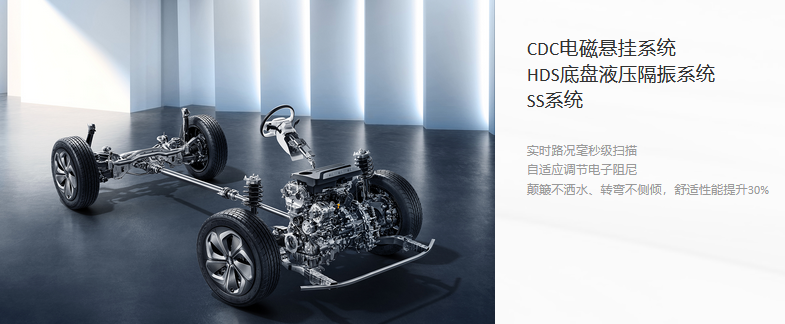 CDC电磁悬挂系统
HDS底盘液压隔振系统
SS系统
实时路况毫秒级扫描
自适应调节电子阻尼
颠簸不洒水、转弯不侧倾，舒适性能提升30%